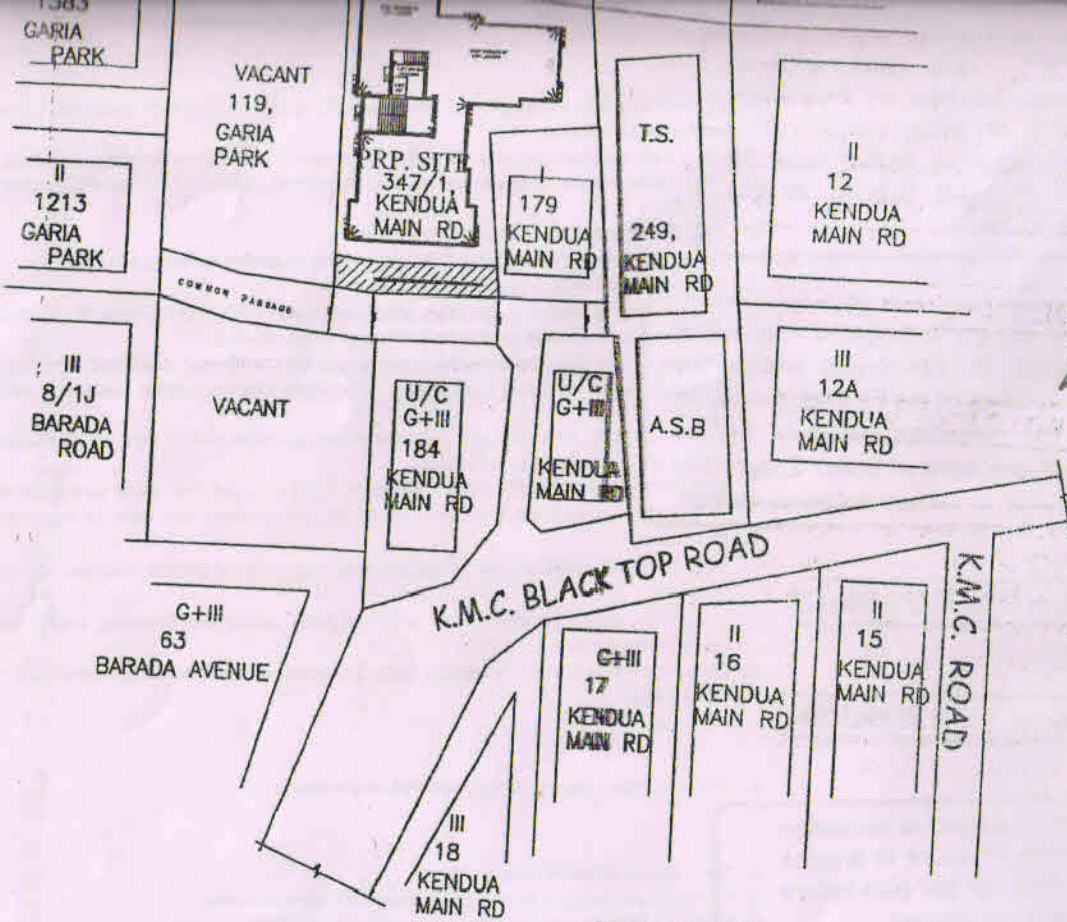 1583
GARIA
PARK
VACANT
119,
GARIA
PARK
PRP. SITE
347/1,
KENDUA
MAIN RD
I
179
KENDUA
MAIN RD
T.S.
249,
KENDUA
MAIN RD
II
12
KENDUA
MAIN RD
II
1213
GARIA
PARK
COMMON PASSAGE
III
8/1J
BARADA
ROAD
VACANT
U/C
G+III
184
KENDUA
MAIN RD
U/C
G+III
KENDUA
MAIN RD
A.S.B
III
12A
KENDUA
MAIN RD
K.M.C. BLACK TOP ROAD
G+III
63
BARADA AVENUE
G+III
17
KENDUA
MAIN RD
II
16
KENDUA
MAIN RD
II
15
KENDUA
MAIN RD
K.M.C. ROAD
III
18
KENDUA
MAIN RD